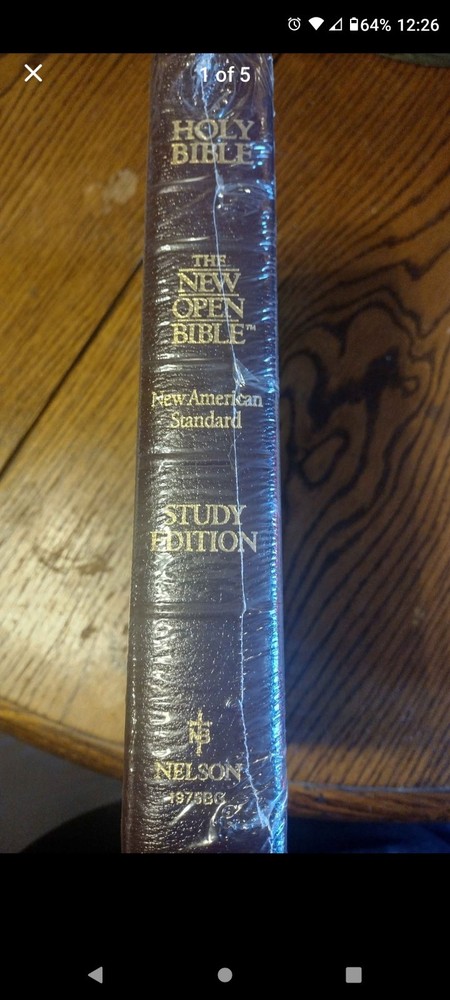 64% 12:26
1 of 5
HOLY
BIBLE
THE
NEW
OPEN
BIBLE™
New American
Standard
STUDY
EDITION
NB
NELSON
1975BG